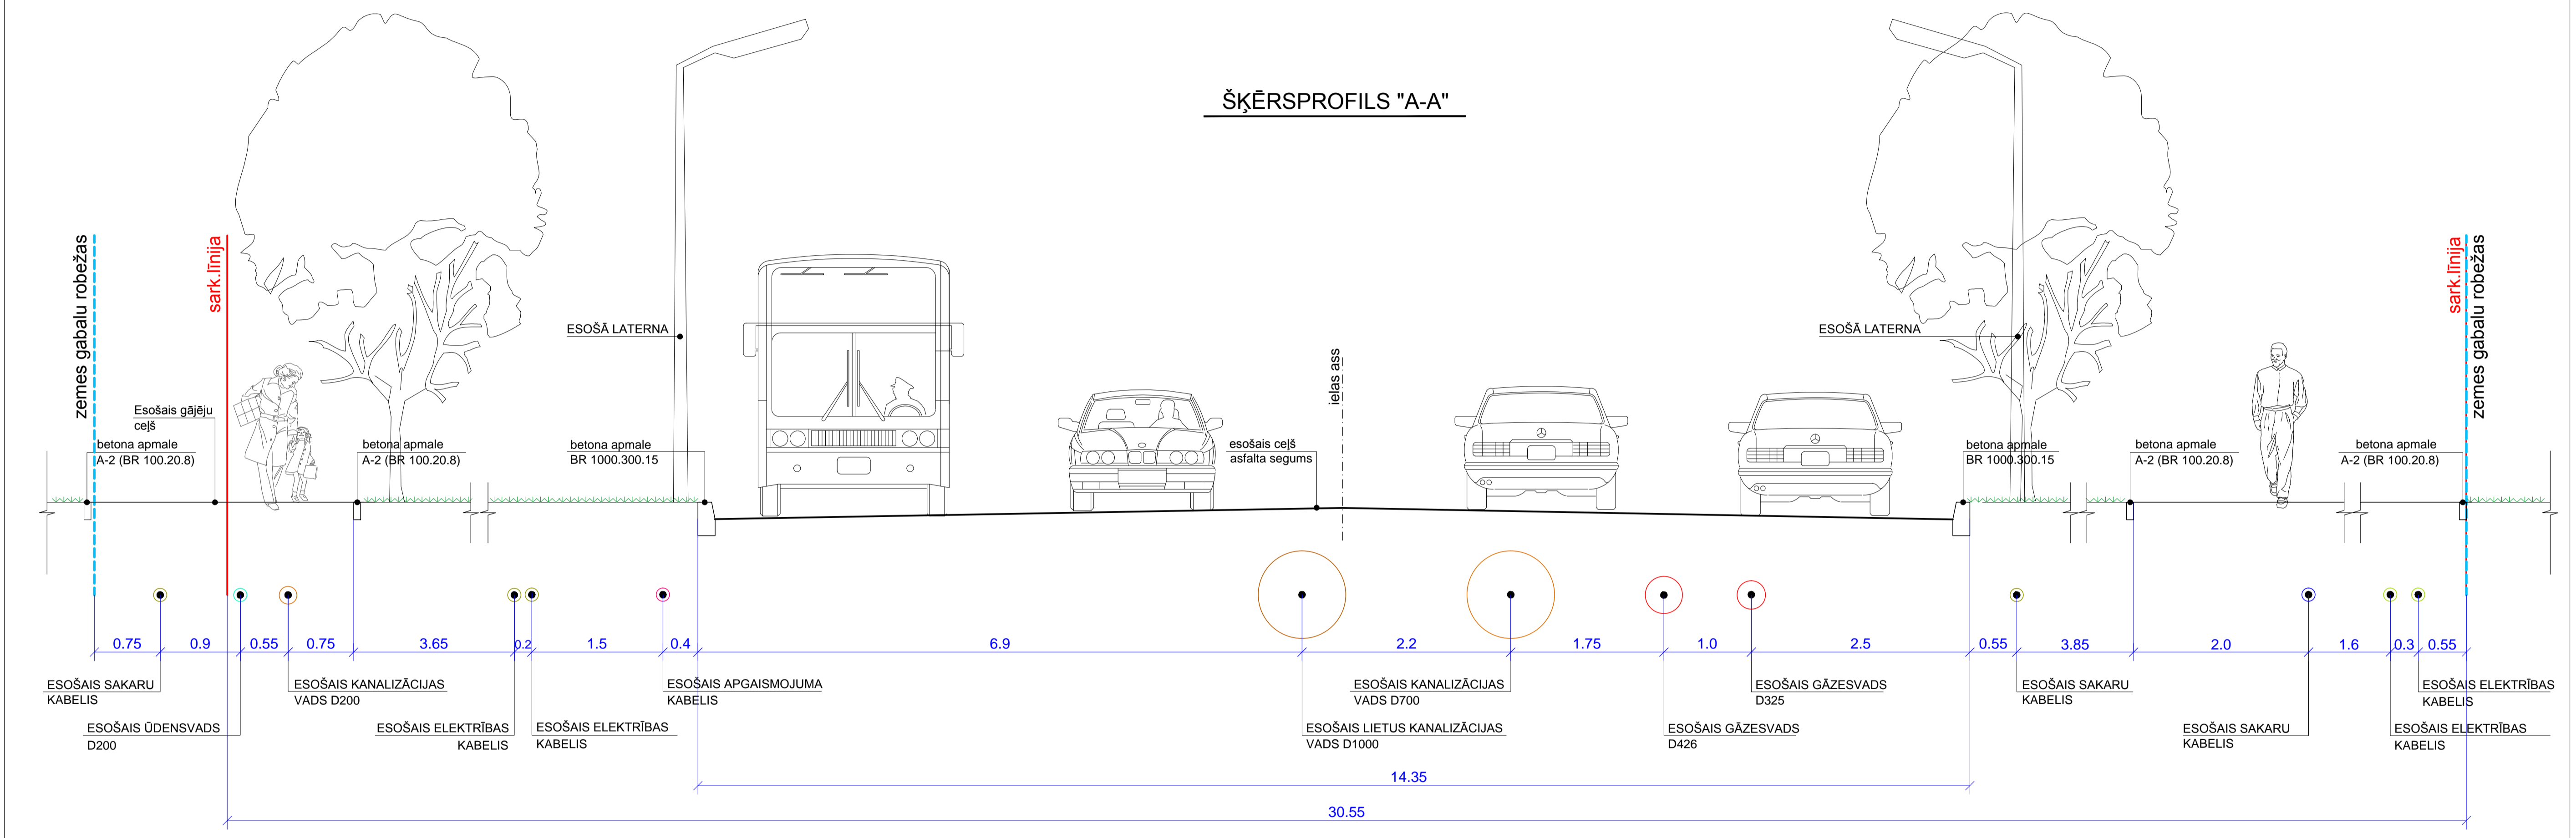 ŠĶĒRSPROFILS "A-A"
zemes gabalu robežas
sark.līnija
Esošais gājēju
ceļš
betona apmale
A-2 (BR 100.20.8)
betona apmale
A-2 (BR 100.20.8)
ESOŠĀ LATERNA
betona apmale
BR 1000.300.15
ielas ass
esošais ceļš
asfalta segums
ESOŠĀ LATERNA
betona apmale
BR 1000.300.15
betona apmale
A-2 (BR 100.20.8)
betona apmale
A-2 (BR 100.20.8)
sark.līnija
zemes gabalu robežas
0.75
0.9
0.55
0.75
3.65
0.2
1.5
0.4
6.9
2.2
1.75
1.0
2.5
0.55
3.85
2.0
1.6
0.3
0.55
ESOŠAIS SAKARU
KABELIS
ESOŠAIS ŪDENSVADS
D200
ESOŠAIS KANALIZĀCIJAS
VADS D200
ESOŠAIS ELEKTRĪBAS
KABELIS
ESOŠAIS ELEKTRĪBAS
KABELIS
ESOŠAIS APGAISMOJUMA
KABELIS
ESOŠAIS LIETUS KANALIZĀCIJAS
VADS D1000
ESOŠAIS KANALIZĀCIJAS
VADS D700
ESOŠAIS GĀZESVADS
D426
ESOŠAIS GĀZESVADS
D325
ESOŠAIS SAKARU
KABELIS
ESOŠAIS SAKARU
KABELIS
ESOŠAIS ELEKTRĪBAS
KABELIS
ESOŠAIS ELEKTRĪBAS
KABELIS
14.35
30.55